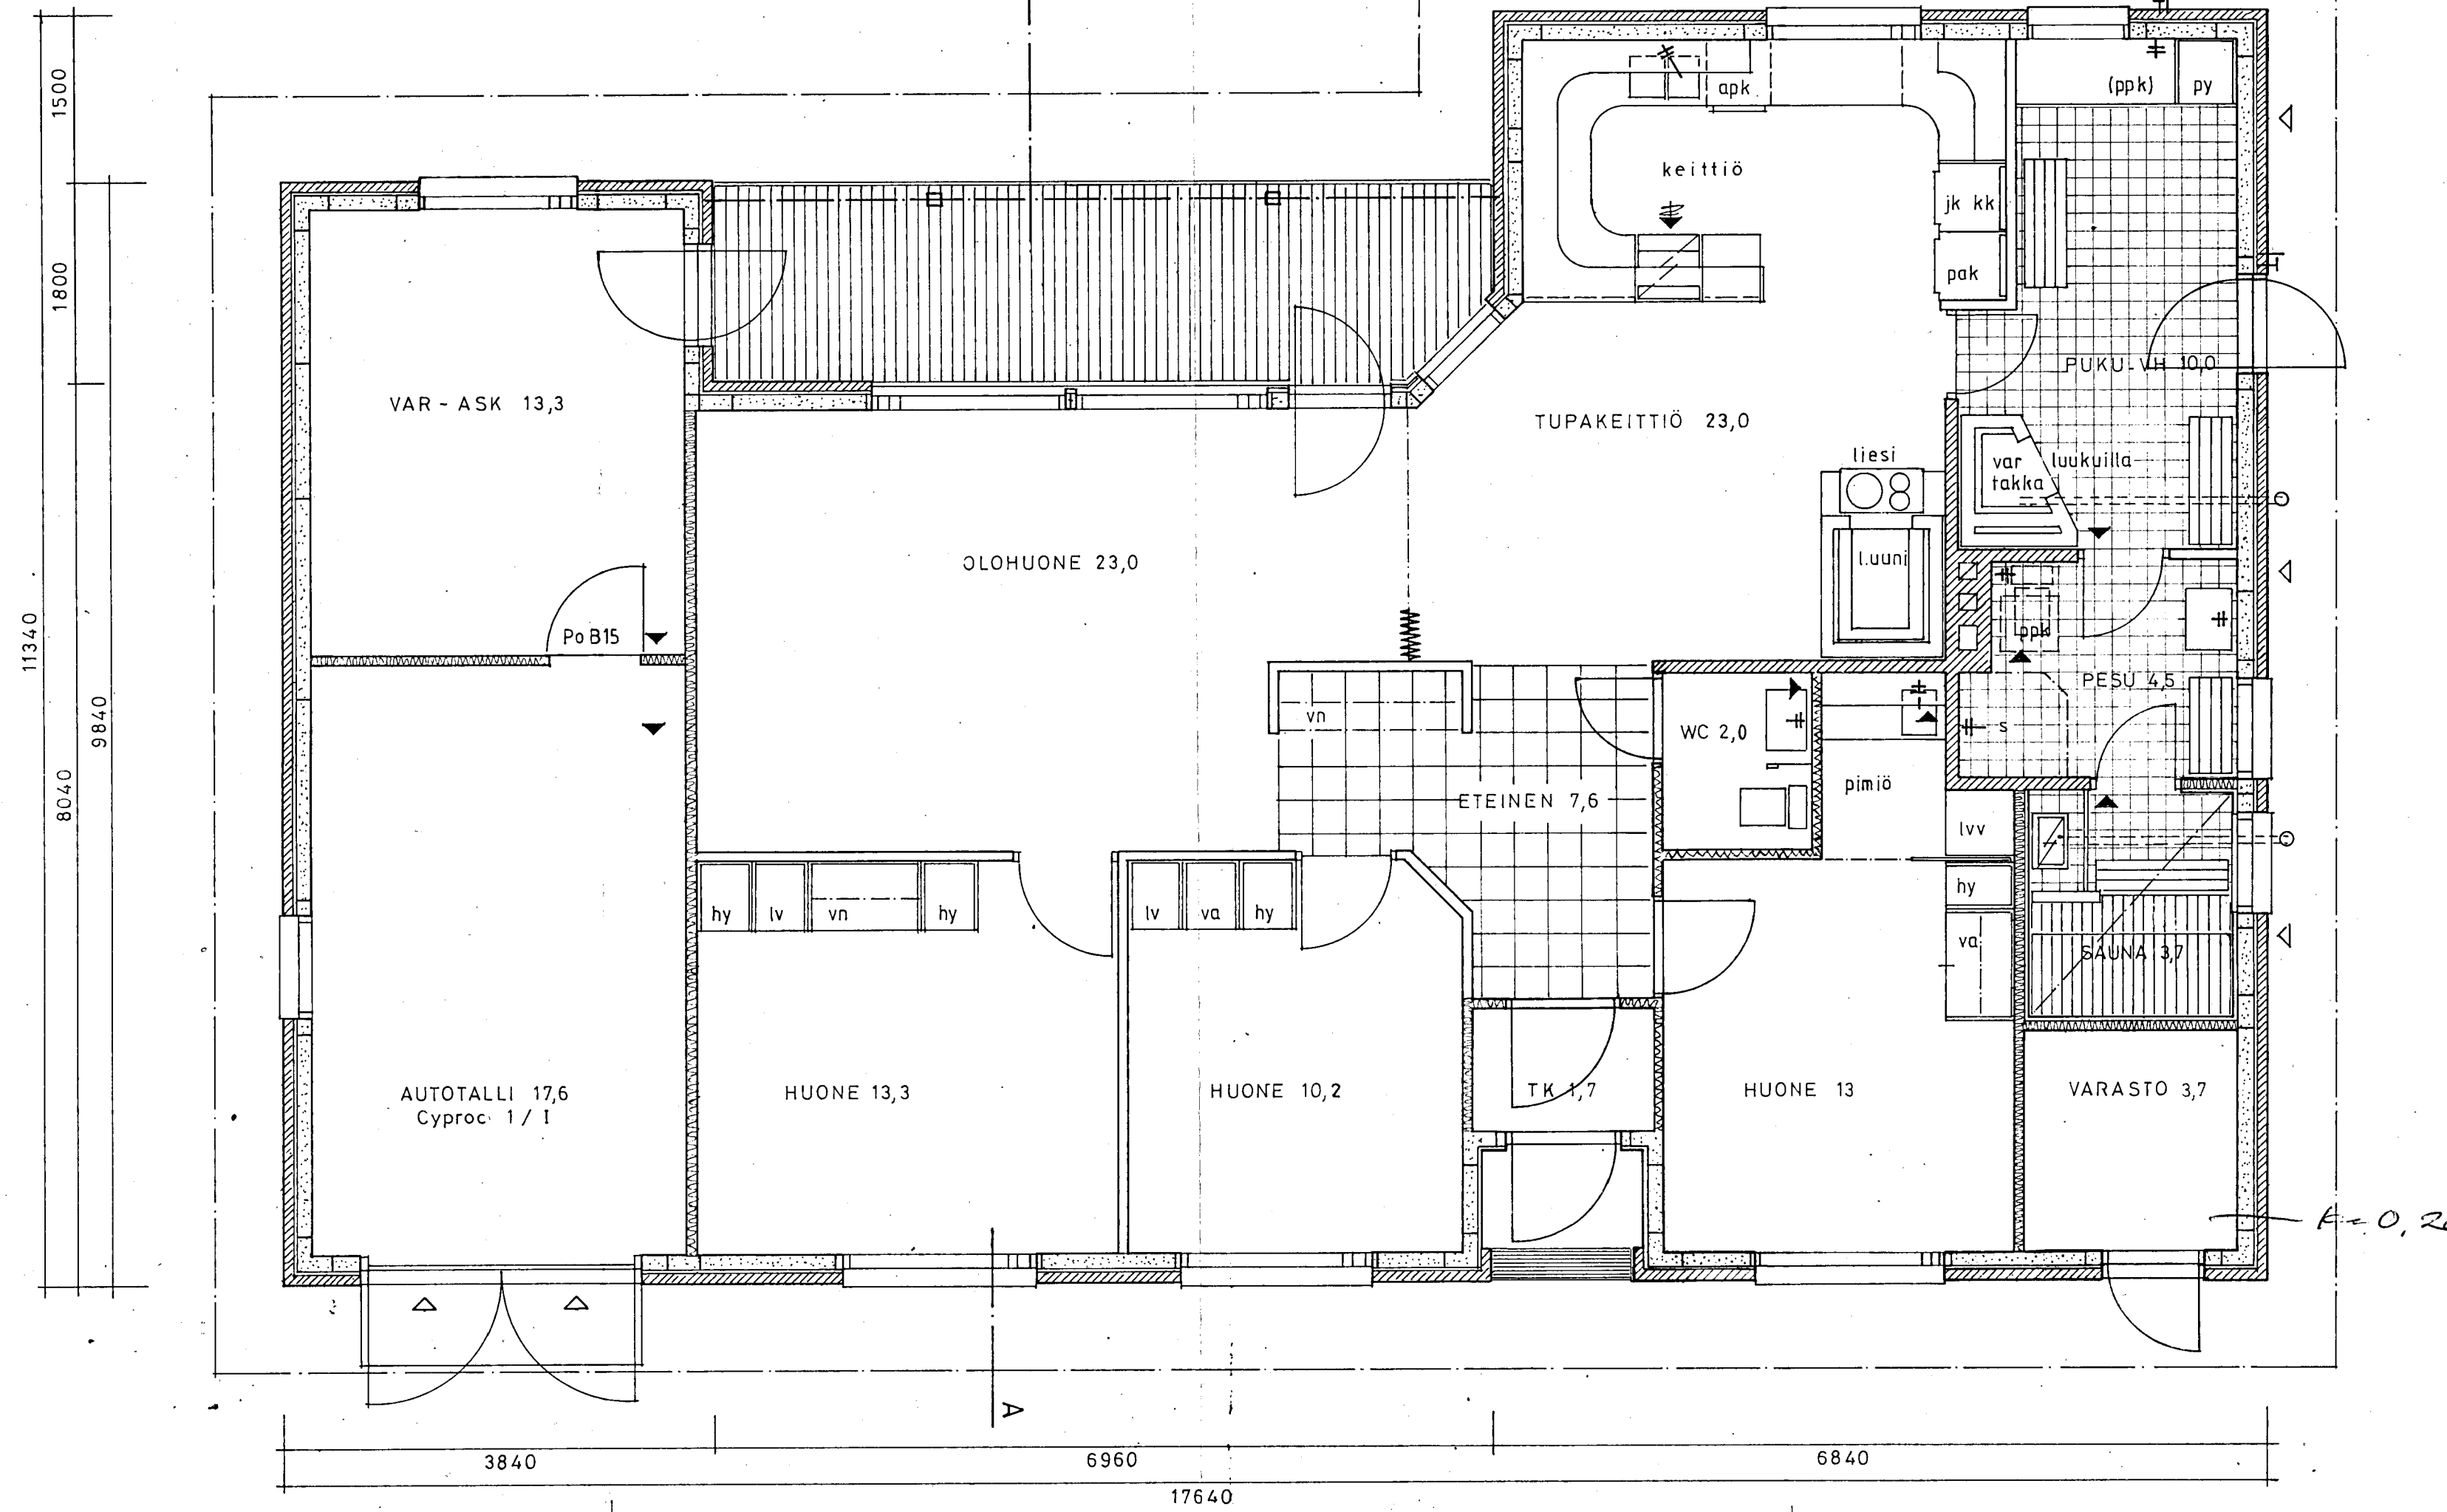 apk
(ppk)
py
keittiö
jk kk
pak
1500
1800
11340
9840
8040
VAR - ASK 13,3
PUKU-VH 10,0
TUPAKEITTIÖ 23,0
liesi
var
takka
luukuilla
OLOHUONE 23,0
l.uuni
Po B15
ppk
PESU 4,5
vn
WC 2,0
s
pimiö
ETEINEN 7,6
lvv
hy
lv
vn
hy
lv
va
hy
hy
va
SAUNA 3,7
AUTOTALLI 17,6
Cyproc 1 / I
HUONE 13,3
HUONE 10,2
TK 1,7
HUONE 13
VARASTO 3,7
A
3840
6960
6840
17640